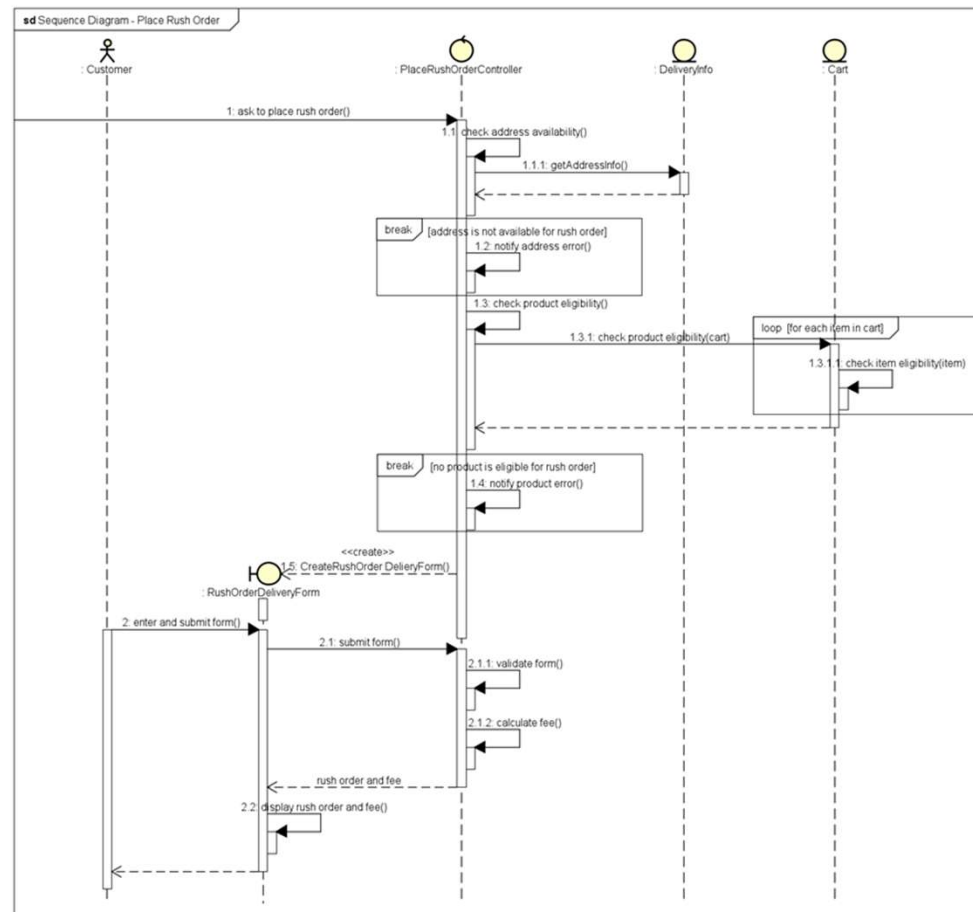 sd Sequence Diagram - Place Rush Order
: Customer
: PlaceRushOrderController
: DeliveryInfo
: Cart
1: ask to place rush order()
1.1: check address availability()
1.1.1: getAddressInfo()
break [address is not available for rush order]
1.2: notify address error()
1.3: check product eligibility()
loop [for each item in cart]
1.3.1: check product eligibility(cart)
1.3.1.1: check item eligibility(item)
break [no product is eligible for rush order]
1.4: notify product error()
<<create>>
1.5: CreateRushOrder DelieryForm()
: RushOrderDeliveryForm
2: enter and submit form()
2.1: submit form()
2.1.1: validate form()
2.1.2: calculate fee()
rush order and fee
2.2: display rush order and fee()